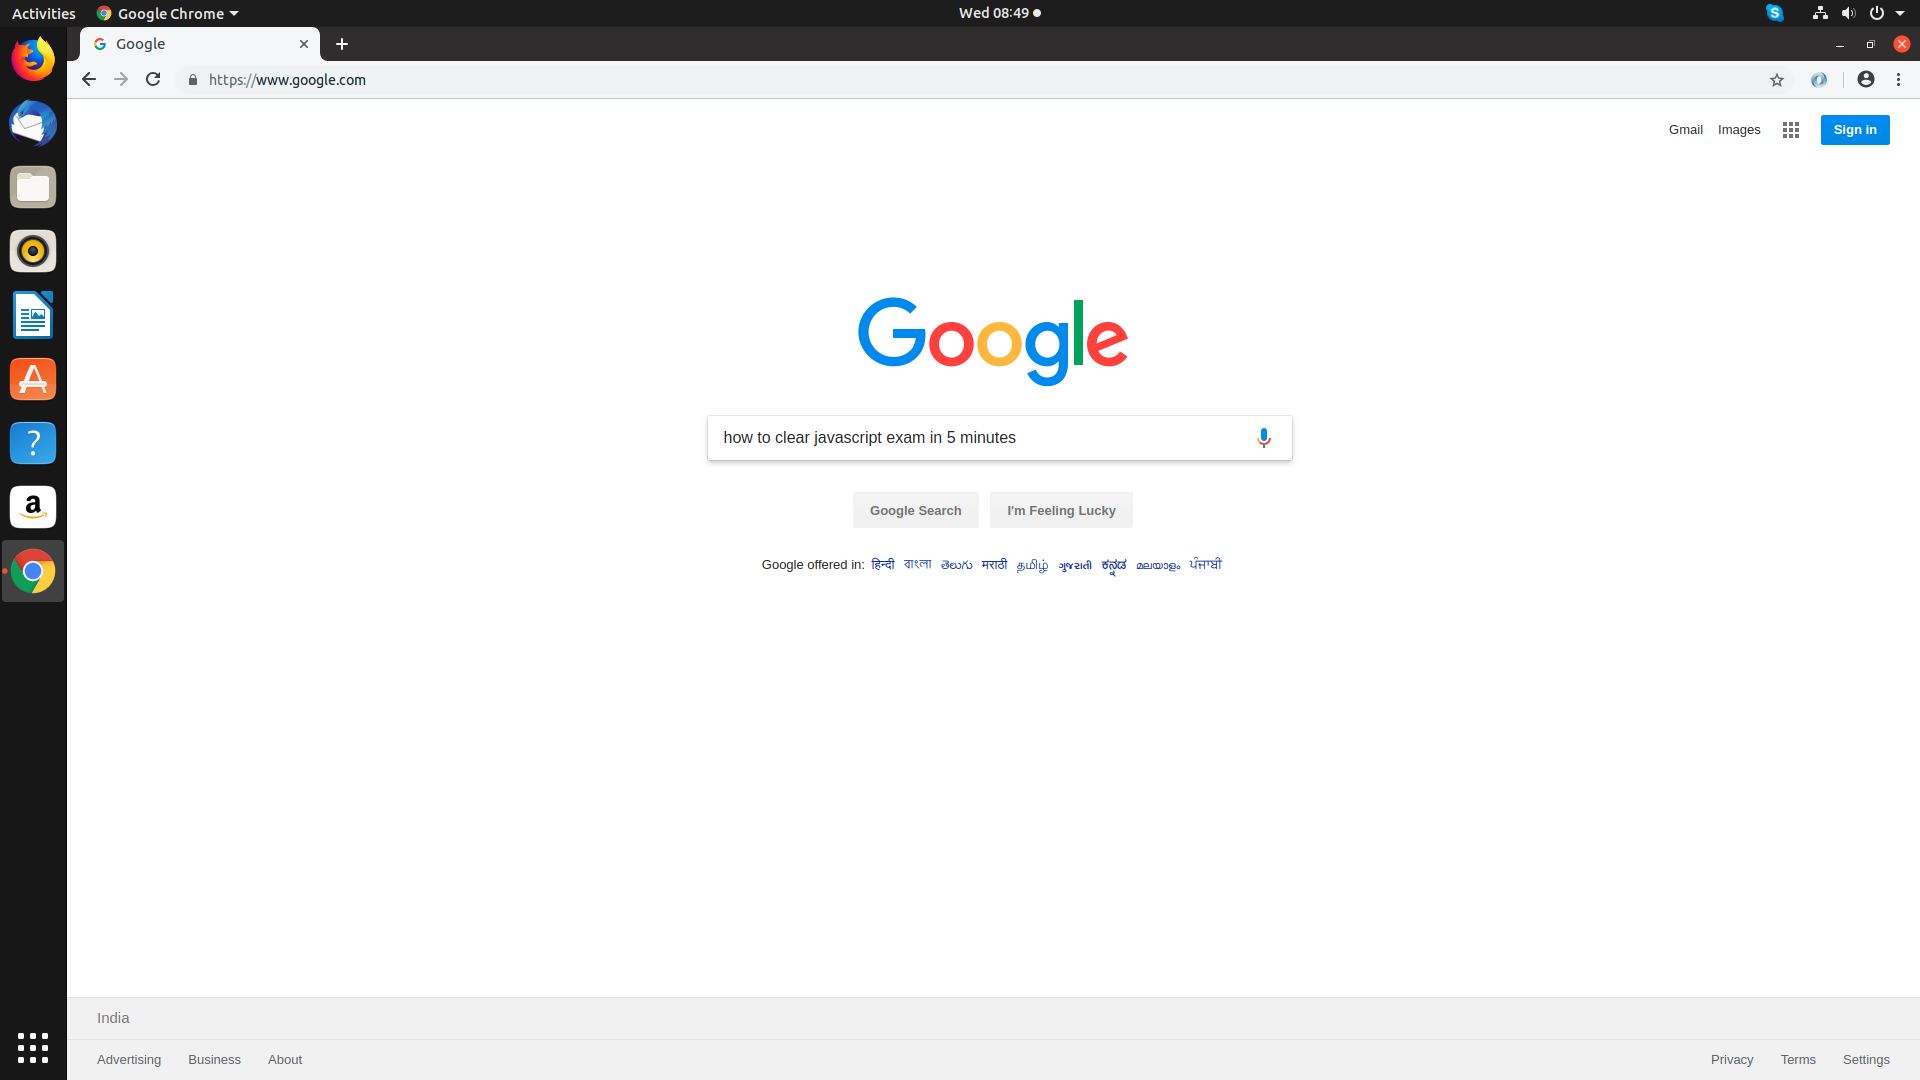 Activities Google Chrome Wed 08:49
Google
https://www.google.com
Gmail Images Sign in
Google
how to clear javascript exam in 5 minutes
Google Search I'm Feeling Lucky
Google offered in: हिन्दी বাংলা తెలుగు मराठी தமிழ் ગુજરાતી ಕನ್ನಡ മലയാളം ਪੰਜਾਬੀ
India
Advertising Business About Privacy Terms Settings